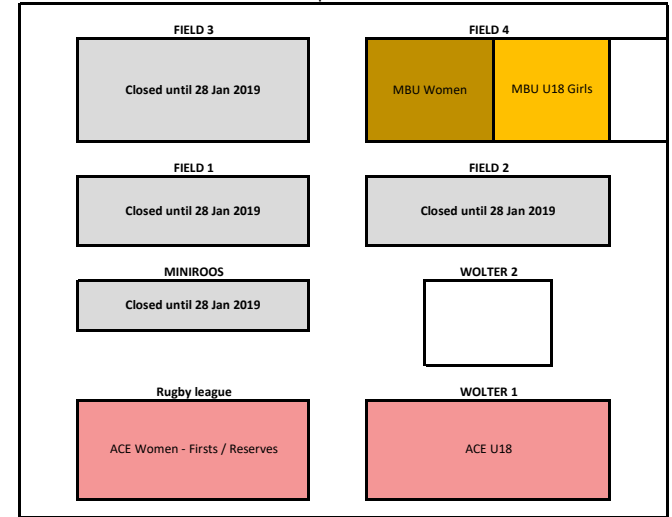 FIELD 3
FIELD 4
Closed until 28 Jan 2019
MBU Women
MBU U18 Girls
FIELD 1
FIELD 2
Closed until 28 Jan 2019
Closed until 28 Jan 2019
MINIROOS
WOLTER 2
Closed until 28 Jan 2019
Rugby league
WOLTER 1
ACE Women - Firsts / Reserves
ACE U18